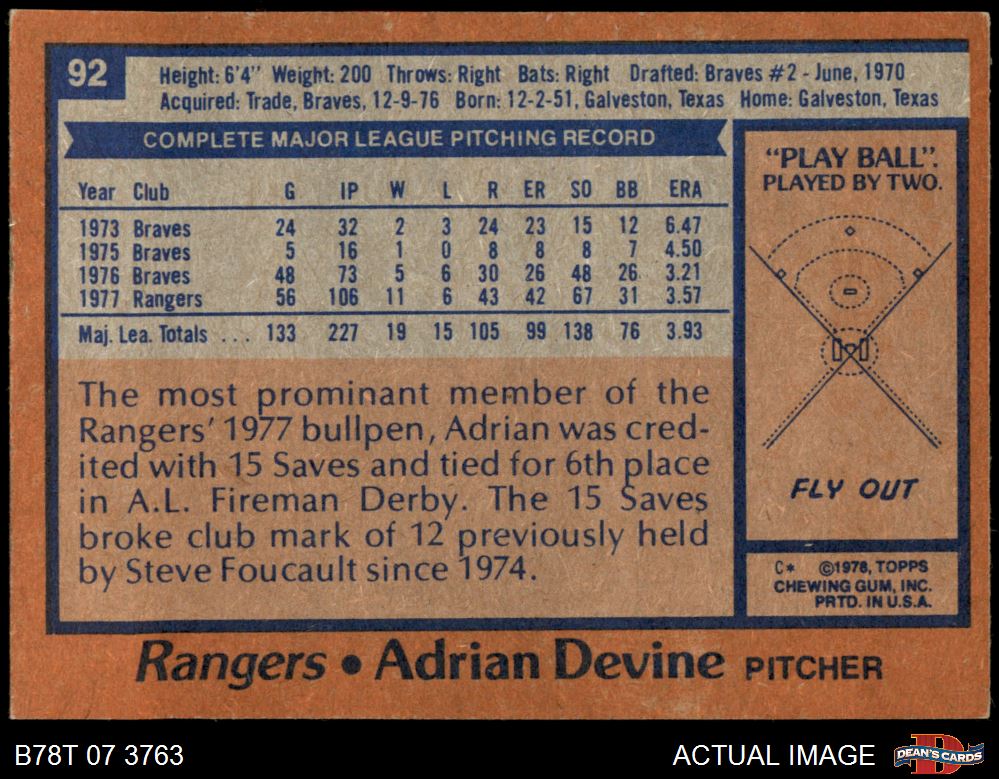 92
Height: 6'4" Weight: 200 Throws: Right Bats: Right Drafted: Braves #2 - June, 1970
Acquired: Trade, Braves, 12-9-76 Born: 12-2-51, Galveston, Texas Home: Galveston, Texas
COMPLETE MAJOR LEAGUE PITCHING RECORD
Year Club G IP W L R ER SO BB ERA
1973 Braves 24 32 2 3 24 23 15 12 6.47
1975 Braves 5 16 1 0 8 8 8 7 4.50
1976 Braves 48 73 5 6 30 26 48 26 3.21
1977 Rangers 56 106 11 6 43 42 67 31 3.57
Maj. Lea. Totals . . . 133 227 19 15 105 99 138 76 3.93
The most prominant member of the
Rangers' 1977 bullpen, Adrian was cred-
ited with 15 Saves and tied for 6th place
in A.L. Fireman Derby. The 15 Saves
broke club mark of 12 previously held
by Steve Foucault since 1974.
"PLAY BALL".
PLAYED BY TWO.
FLY OUT
C* ©1978, TOPPS
CHEWING GUM, INC.
PRTD. IN U.S.A.
Rangers • Adrian Devine PITCHER
B78T 07 3763
ACTUAL IMAGE
D
DEAN'S CARDS